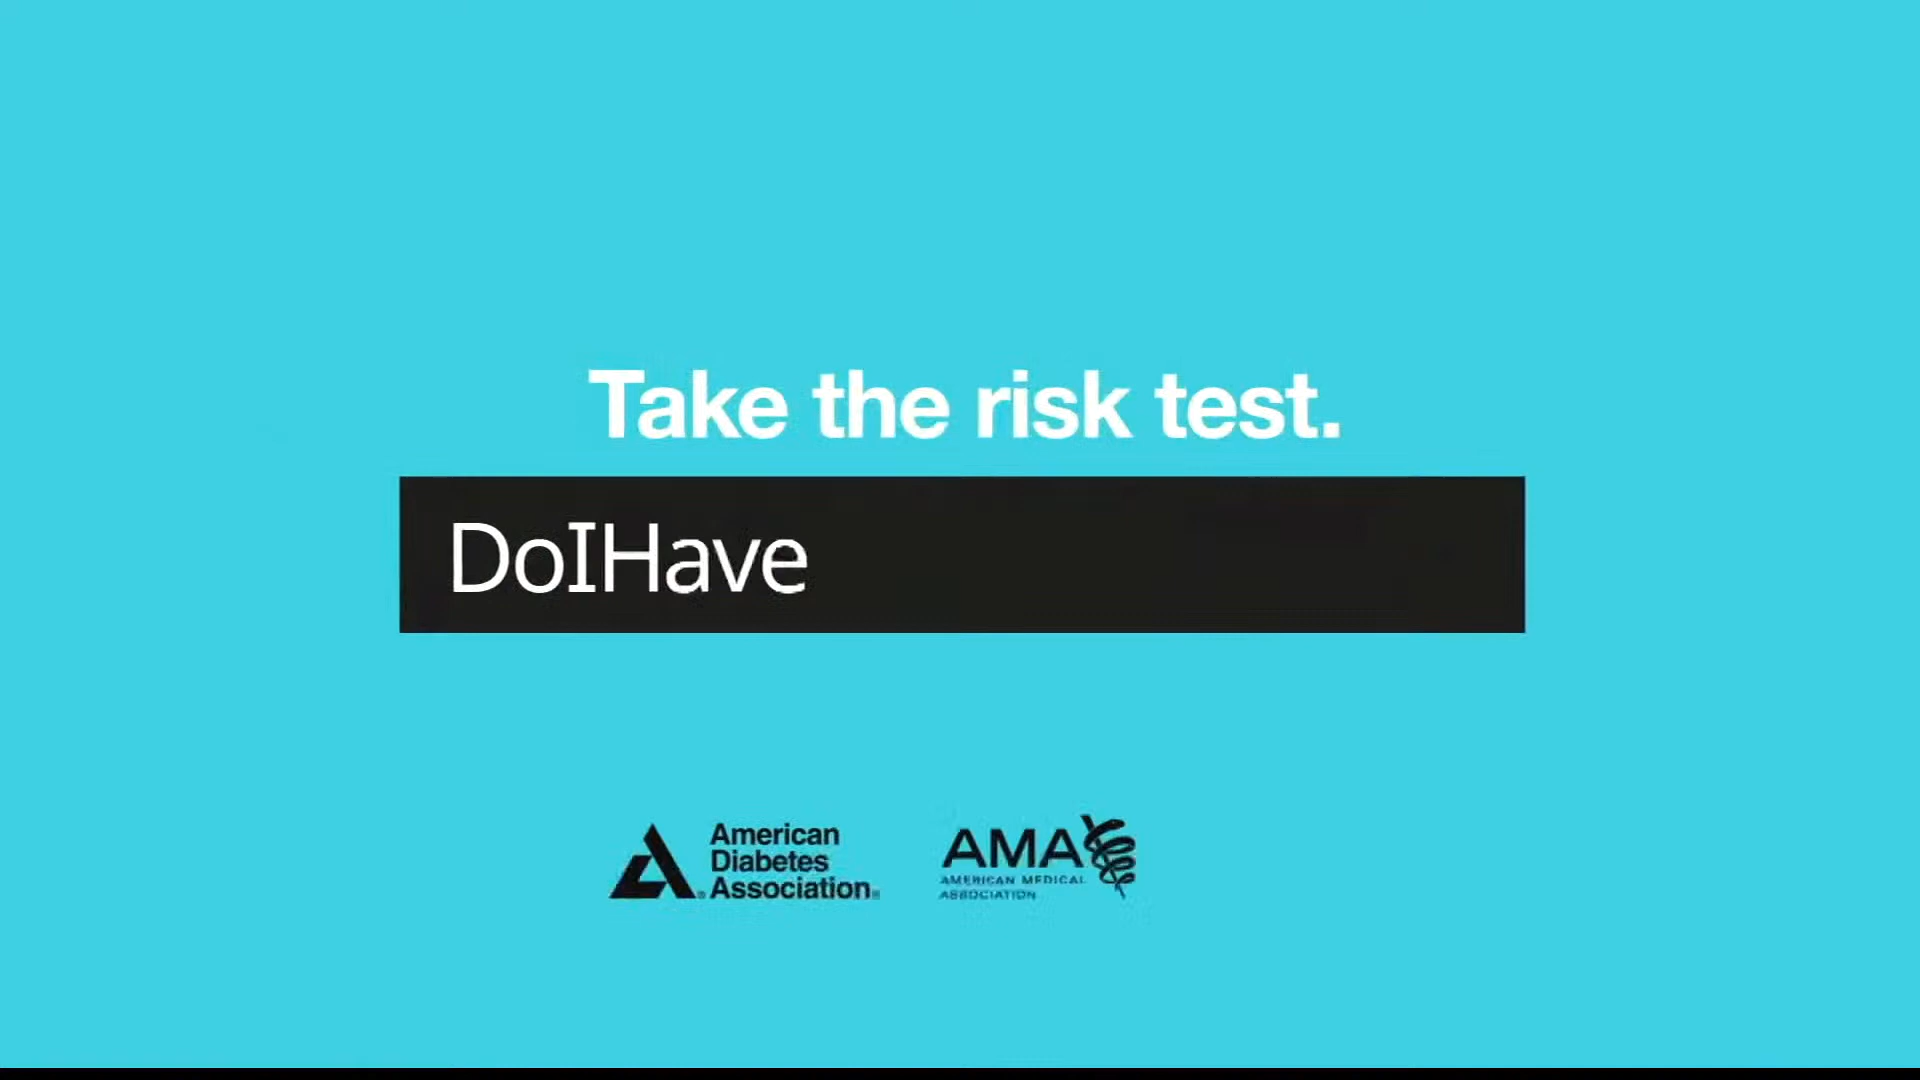 Take the risk test.
DoIHave
American
Diabetes
Association®
AMA
AMERICAN MEDICAL
ASSOCIATION